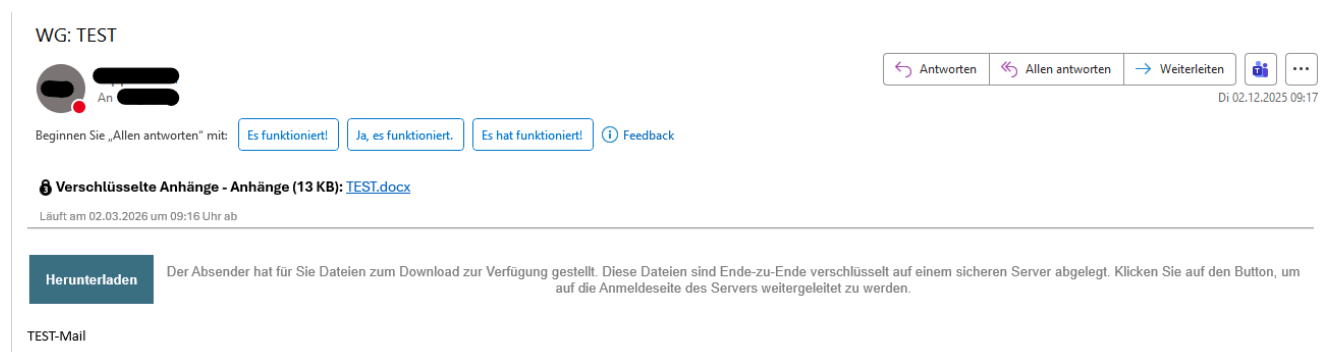 WG: TEST
An
Antworten
Allen antworten
Weiterleiten
Di 02.12.2025 09:17
Beginnen Sie „Allen antworten" mit:
Es funktioniert!
Ja, es funktioniert.
Es hat funktioniert!
Feedback
Verschlüsselte Anhänge - Anhänge (13 KB): TEST.docx
Läuft am 02.03.2026 um 09:16 Uhr ab
Herunterladen
Der Absender hat für Sie Dateien zum Download zur Verfügung gestellt. Diese Dateien sind Ende-zu-Ende verschlüsselt auf einem sicheren Server abgelegt. Klicken Sie auf den Button, um
auf die Anmeldeseite des Servers weitergeleitet zu werden.
TEST-Mail